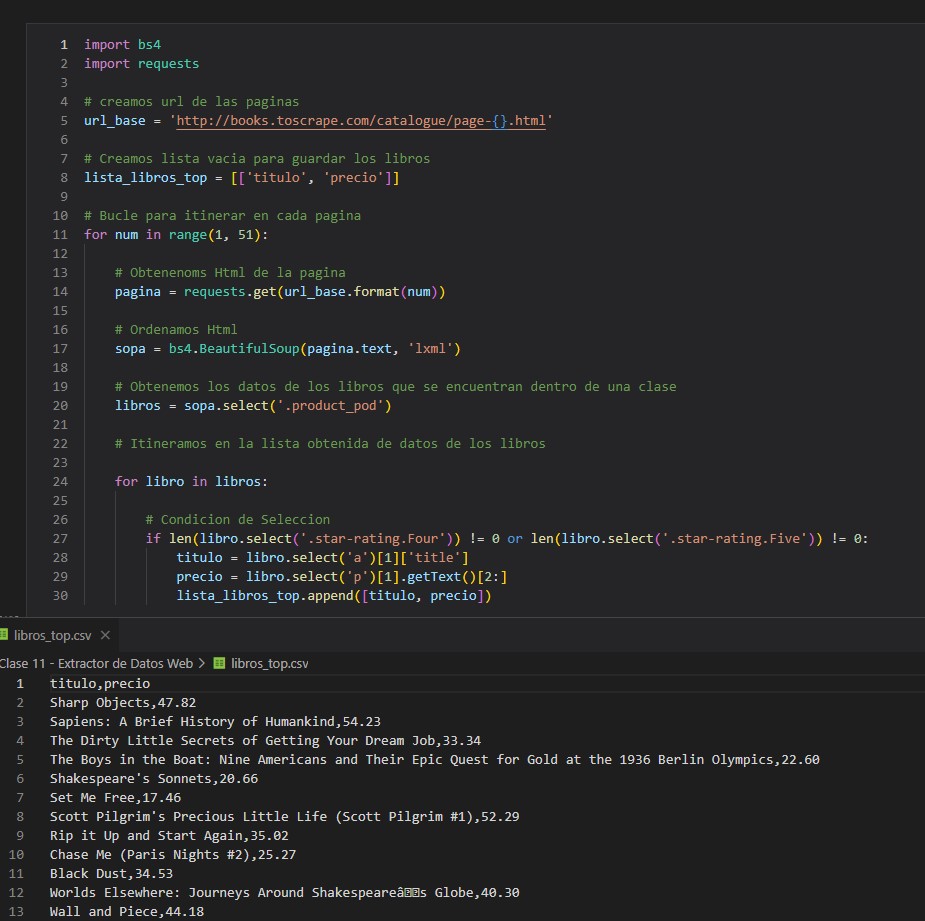 1 import bs4
2 import requests
3
4 # creamos url de las paginas
5 url_base = 'http://books.toscrape.com/catalogue/page-{}.html'
6
7 # Creamos lista vacia para guardar los libros
8 lista_libros_top = [['titulo', 'precio']]
9
10 # Bucle para itinerar en cada pagina
11 for num in range(1, 51):
12
13     # Obtenenoms Html de la pagina
14     pagina = requests.get(url_base.format(num))
15
16     # Ordenamos Html
17     sopa = bs4.BeautifulSoup(pagina.text, 'lxml')
18
19     # Obtenemos los datos de los libros que se encuentran dentro de una clase
20     libros = sopa.select('.product_pod')
21
22     # Itineramos en la lista obtenida de datos de los libros
23
24     for libro in libros:
25
26         # Condicion de Seleccion
27         if len(libro.select('.star-rating.Four')) != 0 or len(libro.select('.star-rating.Five')) != 0:
28             titulo = libro.select('a')[1]['title']
29             precio = libro.select('p')[1].getText()[2:]
30             lista_libros_top.append([titulo, precio])
libros_top.csv ×
Clase 11 - Extractor de Datos Web > libros_top.csv
1 titulo,precio
2 Sharp Objects,47.82
3 Sapiens: A Brief History of Humankind,54.23
4 The Dirty Little Secrets of Getting Your Dream Job,33.34
5 The Boys in the Boat: Nine Americans and Their Epic Quest for Gold at the 1936 Berlin Olympics,22.60
6 Shakespeare's Sonnets,20.66
7 Set Me Free,17.46
8 Scott Pilgrim's Precious Little Life (Scott Pilgrim #1),52.29
9 Rip it Up and Start Again,35.02
10 Chase Me (Paris Nights #2),25.27
11 Black Dust,34.53
12 Worlds Elsewhere: Journeys Around Shakespeareâs Globe,40.30
13 Wall and Piece,44.18